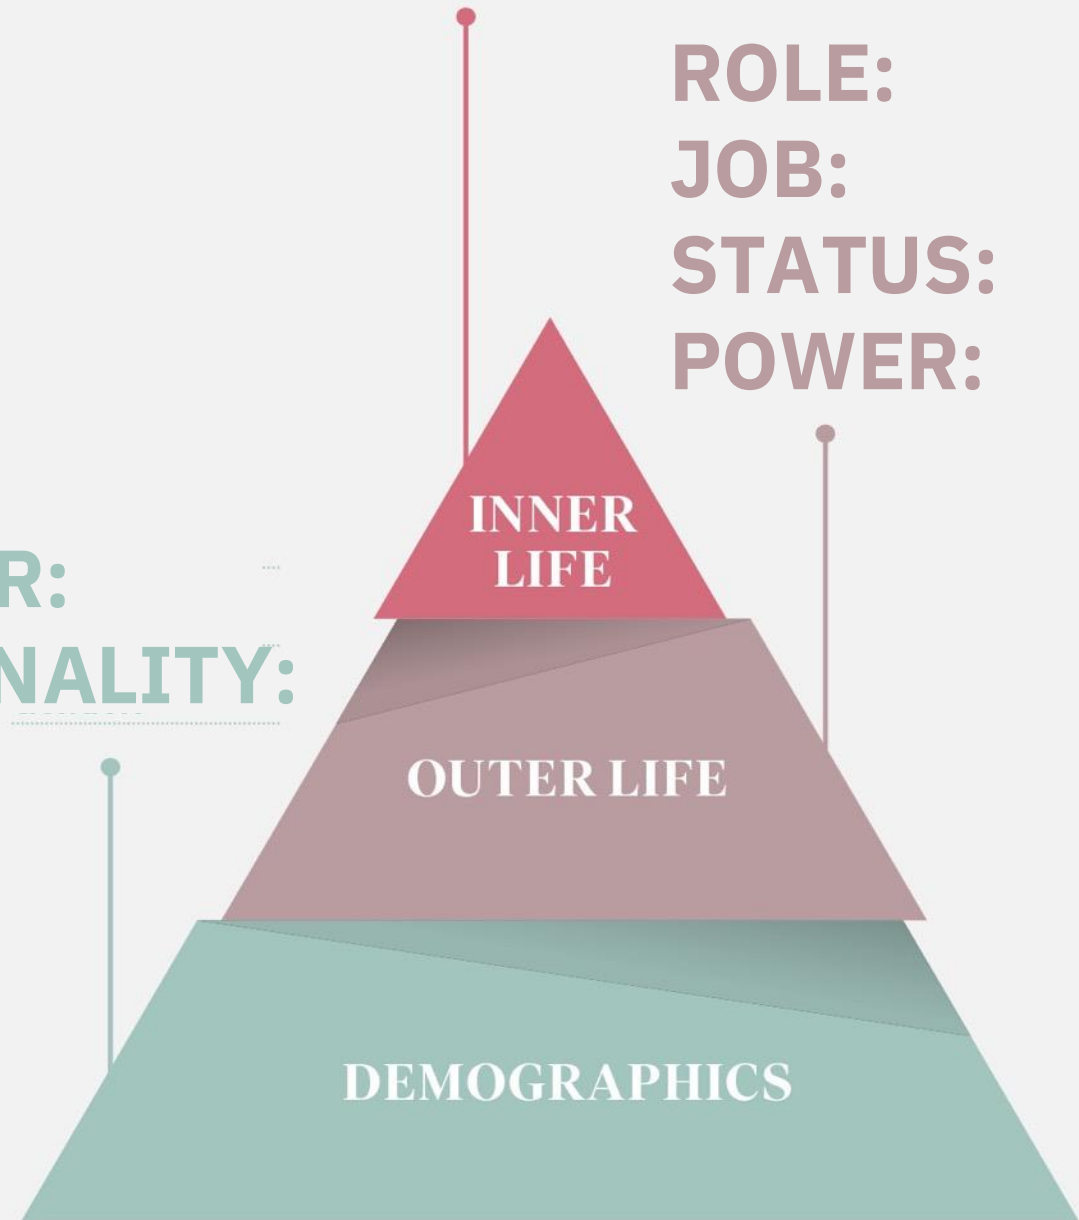 ROLE:
JOB:
STATUS:
POWER:
INNER
LIFE
R:
NALITY:
OUTER LIFE
DEMOGRAPHICS